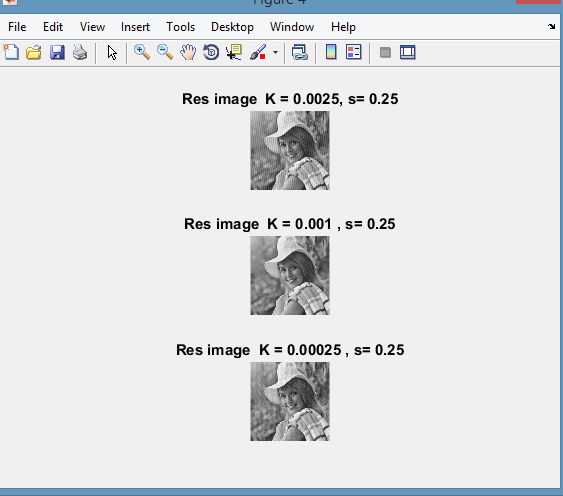 Figure 4
File Edit View Insert Tools Desktop Window Help
Res image K = 0.0025, s= 0.25
Res image K = 0.001 , s= 0.25
Res image K = 0.00025 , s= 0.25